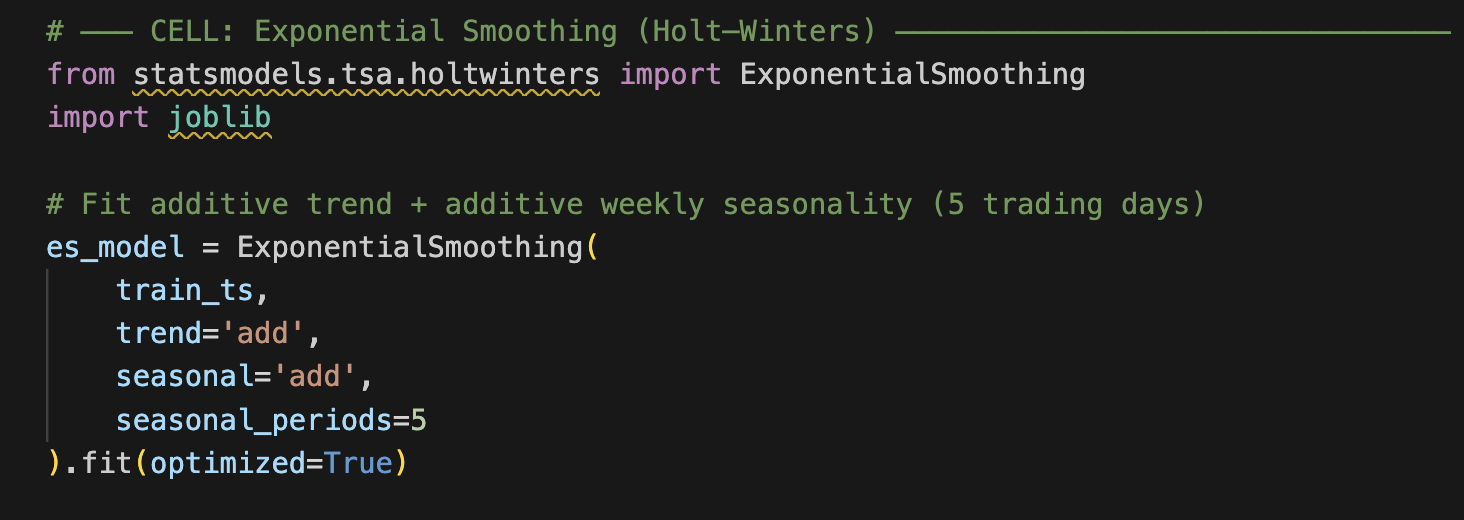 # ─── CELL: Exponential Smoothing (Holt–Winters) ────────────────────────────────
from statsmodels.tsa.holtwinters import ExponentialSmoothing
import joblib
# Fit additive trend + additive weekly seasonality (5 trading days)
es_model = ExponentialSmoothing(
    train_ts,
    trend='add',
    seasonal='add',
    seasonal_periods=5
).fit(optimized=True)